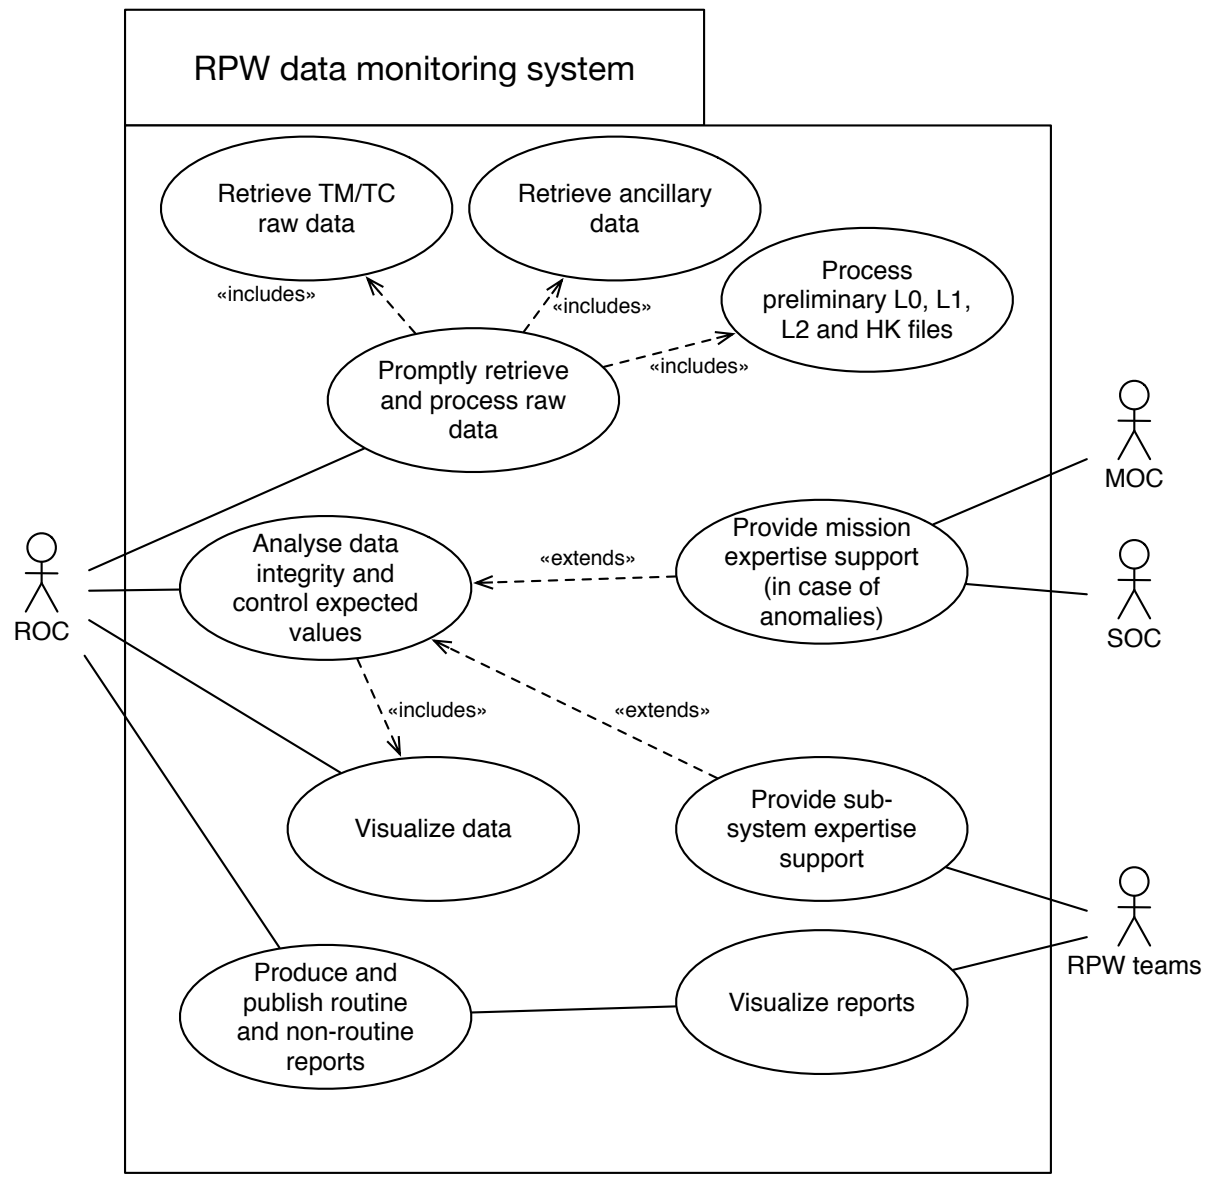 RPW data monitoring system
Retrieve TM/TC
raw data
Retrieve ancillary
data
Process
preliminary L0, L1,
L2 and HK files
«includes»
«includes»
«includes»
Promptly retrieve
and process raw
data
MOC
Analyse data
integrity and
control expected
values
«extends»
Provide mission
expertise support
(in case of
anomalies)
ROC
SOC
«includes»
«extends»
Visualize data
Provide sub-
system expertise
support
RPW teams
Produce and
publish routine
and non-routine
reports
Visualize reports